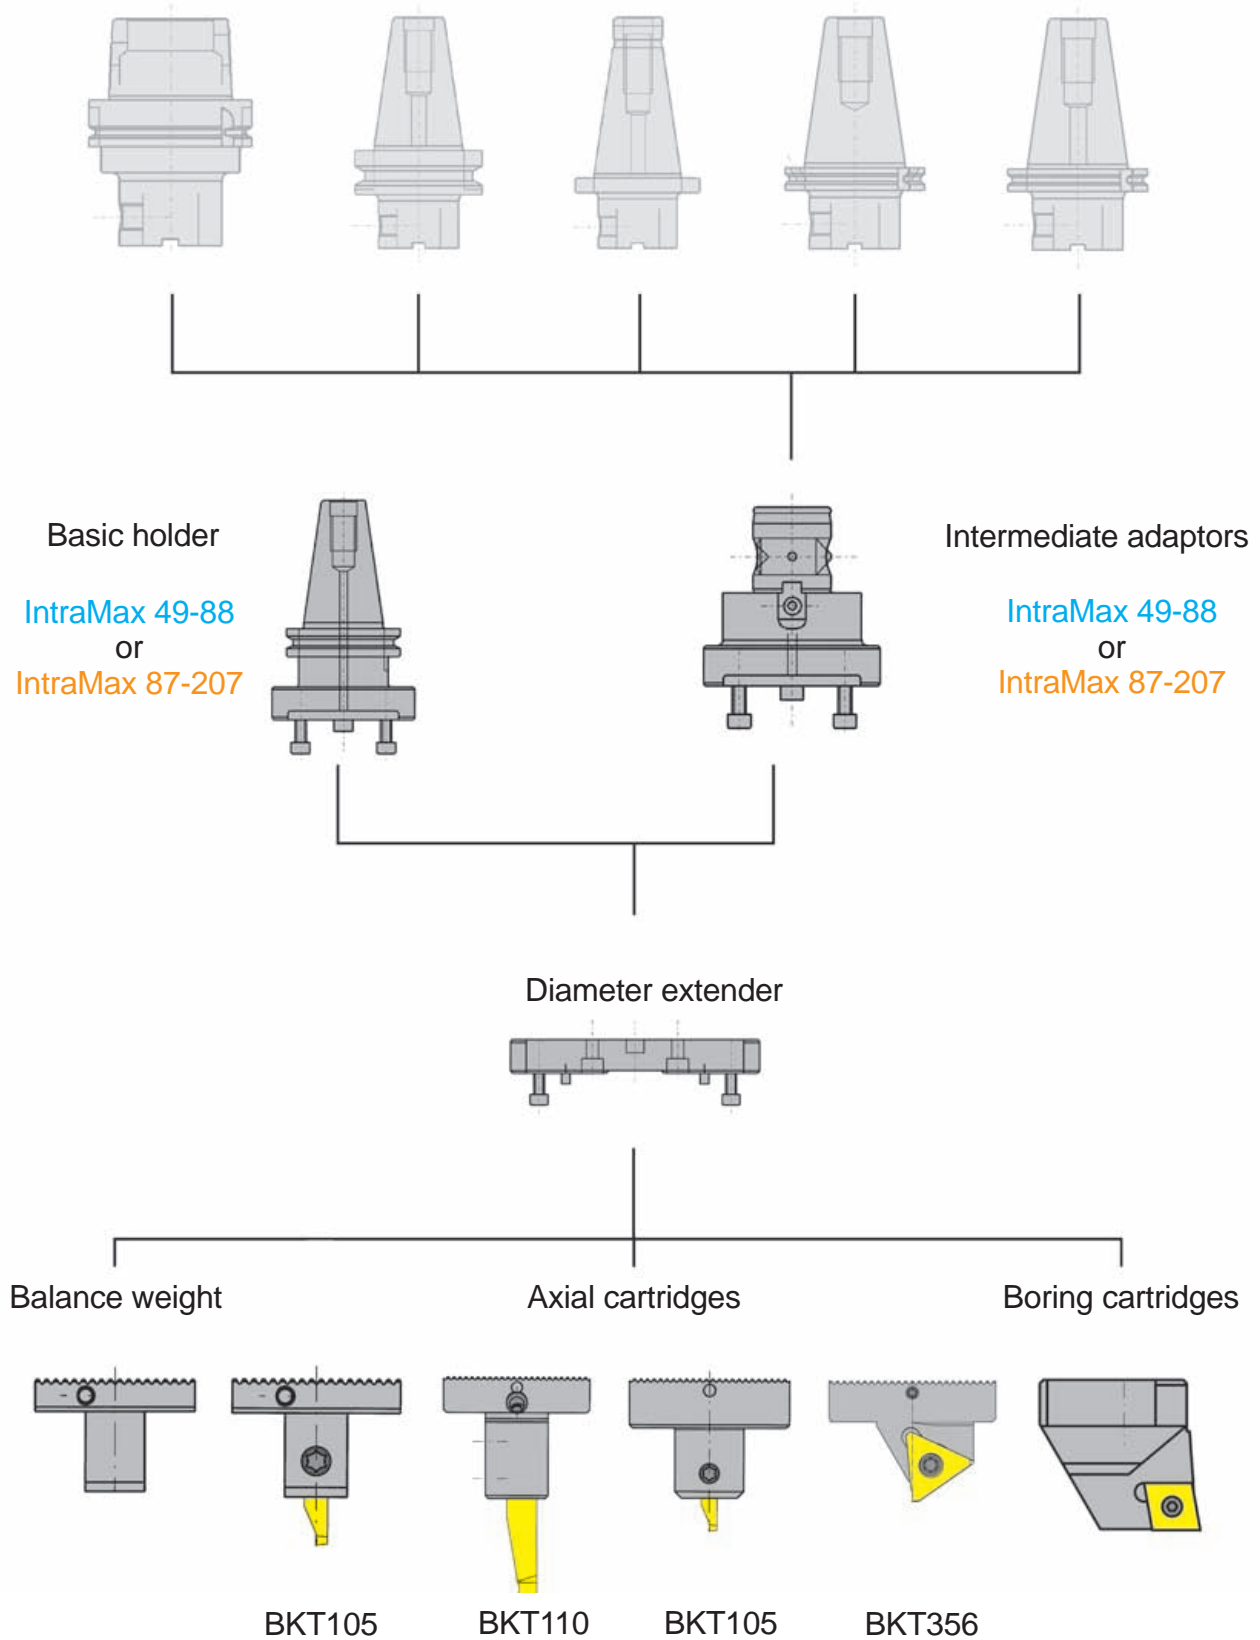 Basic holder
IntraMax 49-88
or
IntraMax 87-207
Intermediate adaptors
IntraMax 49-88
or
IntraMax 87-207
Diameter extender
Balance weight
Axial cartridges
Boring cartridges
BKT105
BKT110
BKT105
BKT356